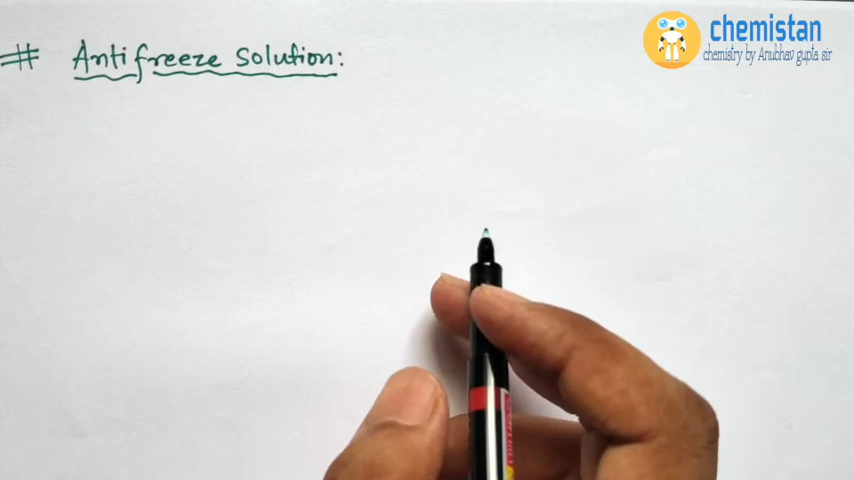 # Antifreeze solution:
chemistan
chemistry by Anubhav gupta sir